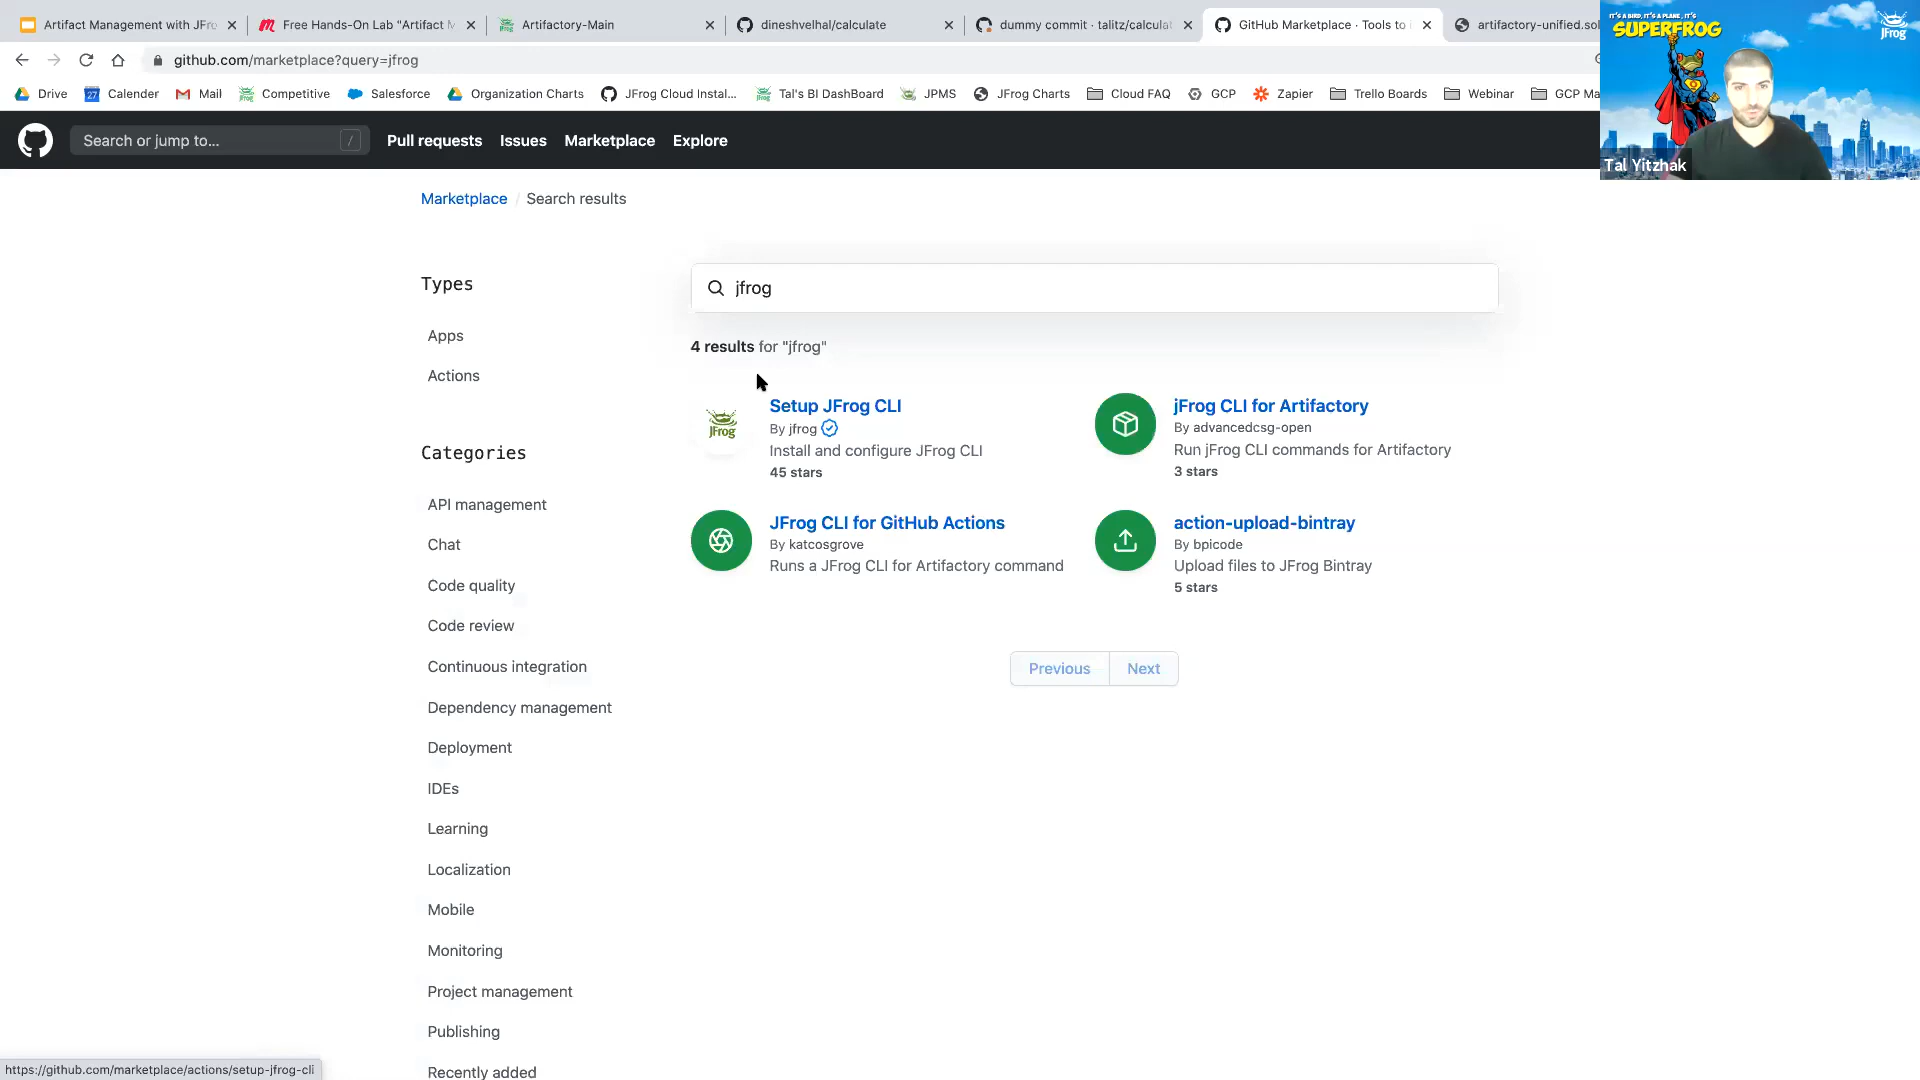 Artifact Management with JFro
Free Hands-On Lab "Artifact M
Artifactory-Main
dineshvelhal/calculate
dummy commit · talitz/calculat
GitHub Marketplace · Tools to i
artifactory-unified.sol
github.com/marketplace?query=jfrog
Drive
27
Calender
Mail
Competitive
Salesforce
Organization Charts
JFrog Cloud Instal...
Tal's BI DashBoard
JPMS
JFrog Charts
Cloud FAQ
GCP
Zapier
Trello Boards
Webinar
GCP Ma
IT'S A BIRD, IT'S A PLANE, IT'S
SUPERFROG
JFrog
Tal Yitzhak
Search or jump to...
/
Pull requests
Issues
Marketplace
Explore
Marketplace / Search results
Types
Apps
Actions
Categories
API management
Chat
Code quality
Code review
Continuous integration
Dependency management
Deployment
IDEs
Learning
Localization
Mobile
Monitoring
Project management
Publishing
Recently added
jfrog
4 results for "jfrog"
JFrog
Setup JFrog CLI
By jfrog
Install and configure JFrog CLI
45 stars
jFrog CLI for Artifactory
By advancedcsg-open
Run jFrog CLI commands for Artifactory
3 stars
JFrog CLI for GitHub Actions
By katcosgrove
Runs a JFrog CLI for Artifactory command
action-upload-bintray
By bpicode
Upload files to JFrog Bintray
5 stars
Previous
Next
https://github.com/marketplace/actions/setup-jfrog-cli